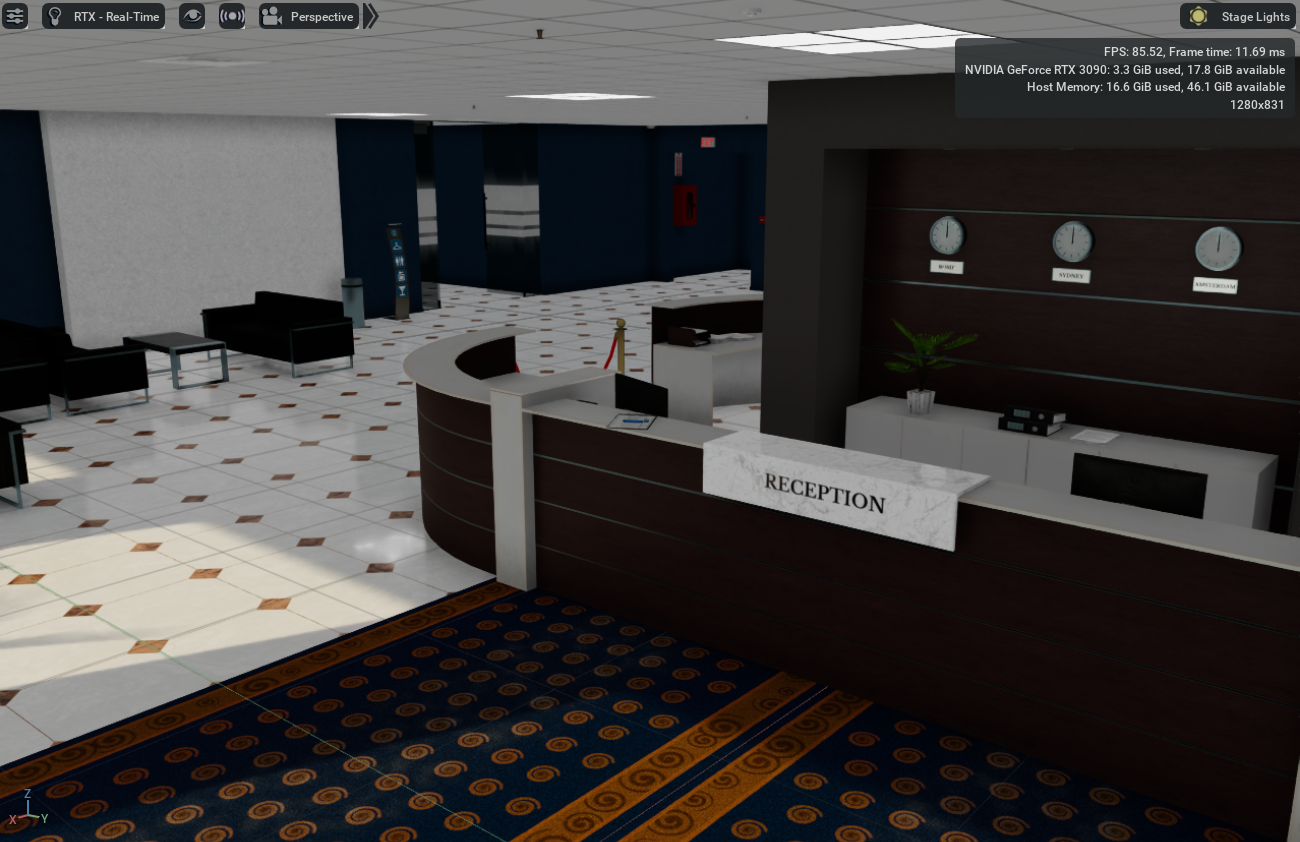 RTX - Real-Time
Perspective
Stage Lights
FPS: 85.52, Frame time: 11.69 ms
NVIDIA GeForce RTX 3090: 3.3 GiB used, 17.8 GiB available
Host Memory: 16.6 GiB used, 46.1 GiB available
1280x831
ROME
SYDNEY
AMSTERDAM
RECEPTION
Z
X
Y